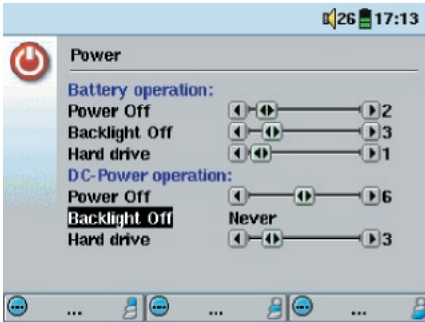 26 17:13
Power
Battery operation:
Power Off 2
Backlight Off 3
Hard drive 1
DC-Power operation:
Power Off 6
Backlight Off Never
Hard drive 3
... ... ...